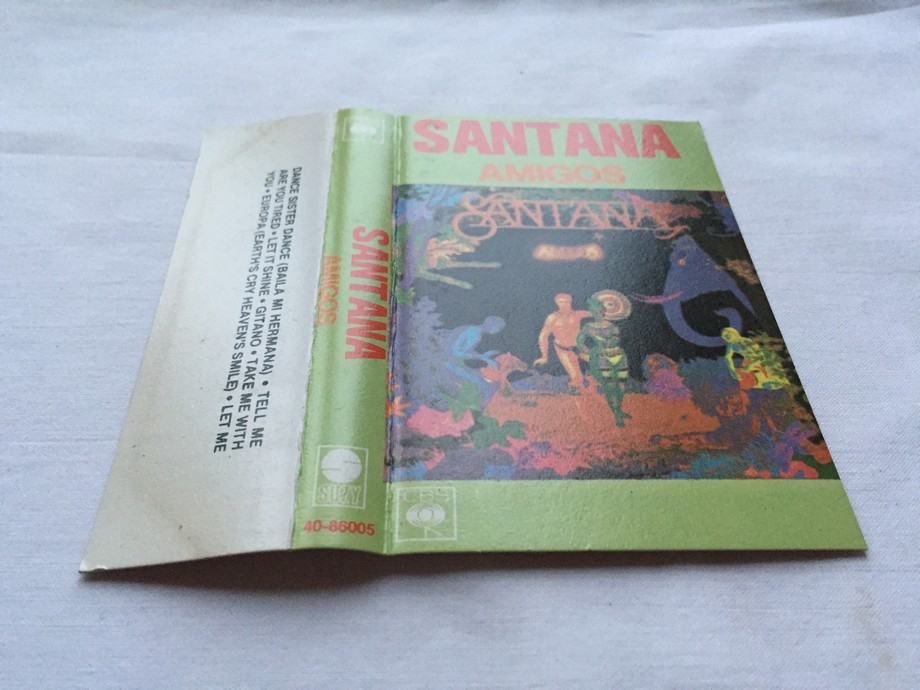 DANCE SISTER DANCE (BAILA MI HERMANA) • TELL ME
ARE YOU TIRED • LET IT SHINE • GITANO • TAKE ME WITH
YOU • EUROPA (EARTH'S CRY HEAVEN'S SMILE) • LET ME
SANTANA
AMIGOS
SUZY
40-86005
SANTANA
AMIGOS
SANTANA
AMIGOS
CBS